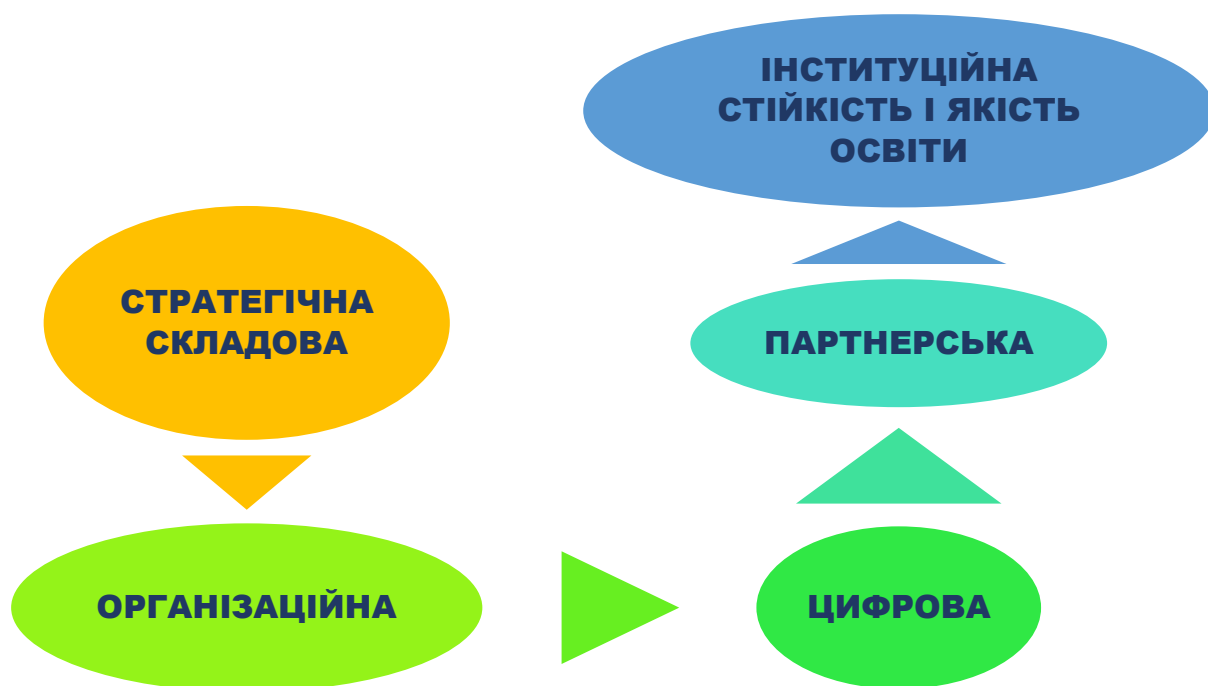 СТРАТЕГІЧНА
СКЛАДОВА
ОРГАНІЗАЦІЙНА
ЦИФРОВА
ПАРТНЕРСЬКА
ІНСТИТУЦІЙНА
СТІЙКІСТЬ І ЯКІСТЬ
ОСВІТИ